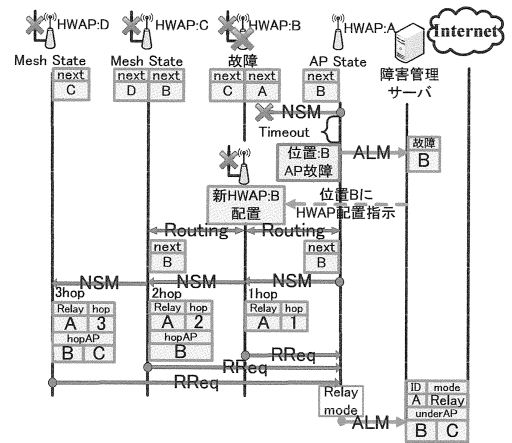 HWAP:D
HWAP:C
HWAP:B
HWAP:A
Internet
Mesh State
Mesh State
故障
AP State
障害管理
サーバ
next
C
next next
D B
next next
C A
next
B
NSM
Timeout
位置:B
AP故障
ALM
故障
B
新HWAP:B
配置
位置Bに
HWAP配置指示
Routing
Routing
next
B
next
B
NSM
NSM
NSM
3hop
2hop
1hop
Relay hop
A 3
hopAP
B C
Relay hop
A 2
hopAP
B
Relay hop
A 1
RReq
RReq
RReq
Relay
mode
ALM
ID mode
A Relay
underAP
B C